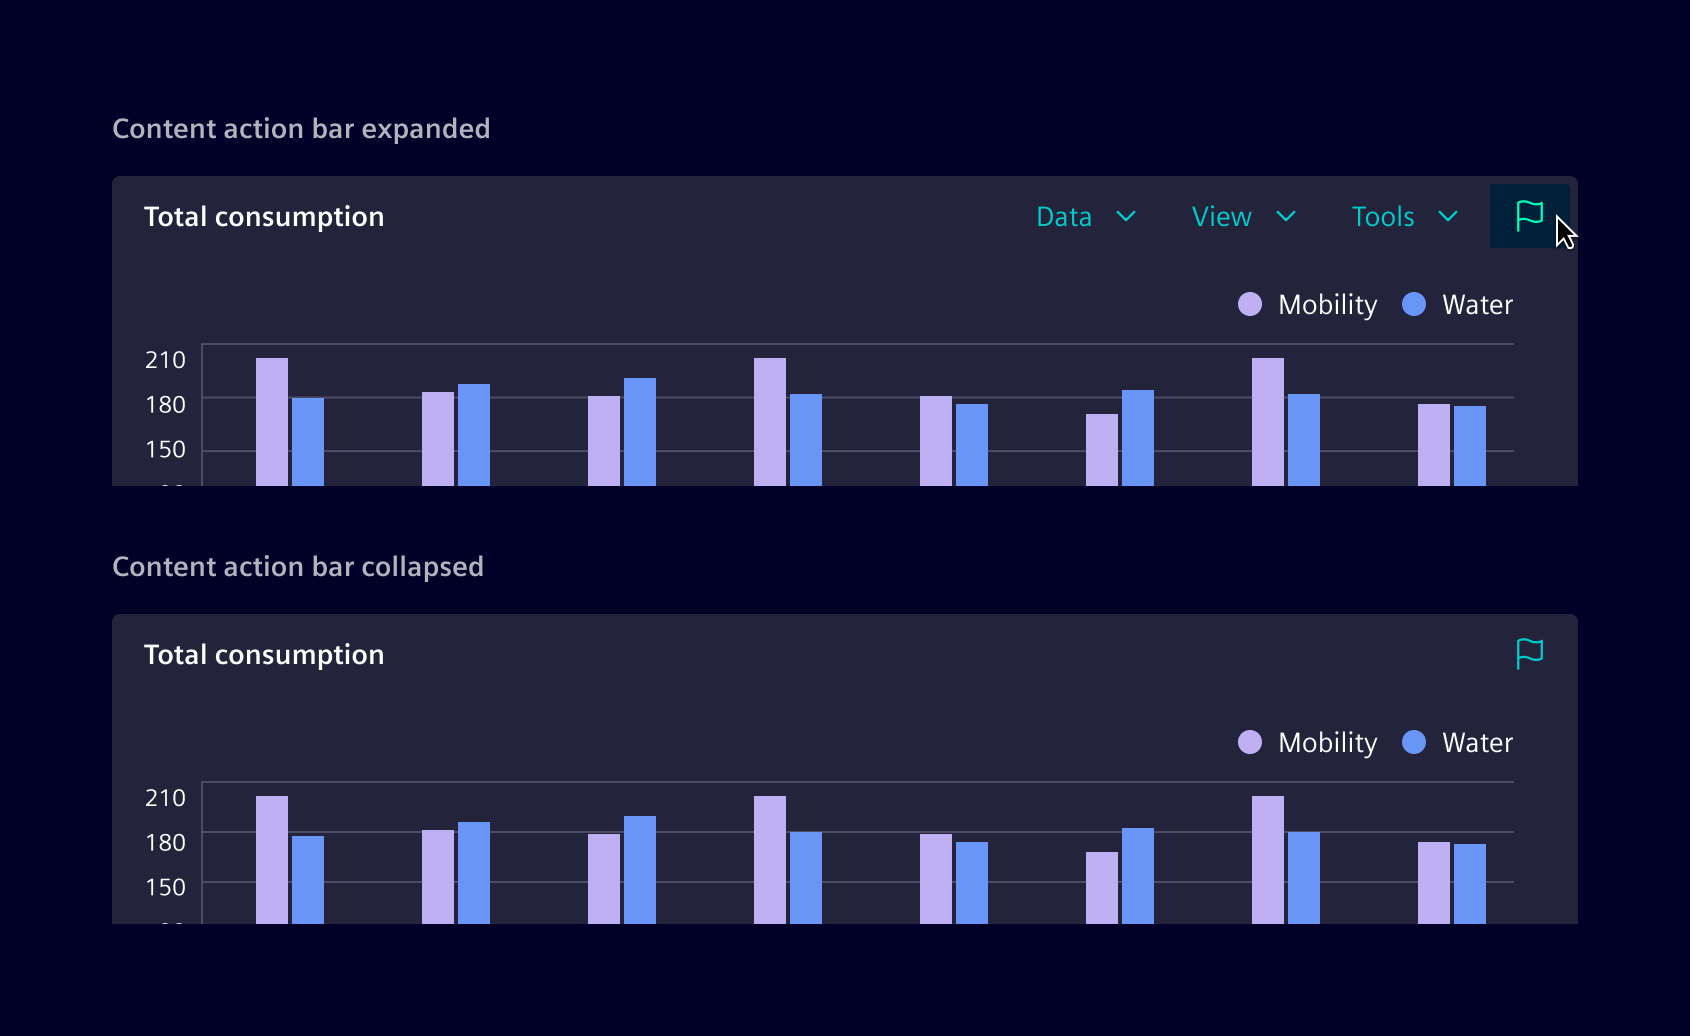 Content action bar expanded
Total consumption
Data View Tools
Mobility Water
210
180
150
Content action bar collapsed
Total consumption
Mobility Water
210
180
150